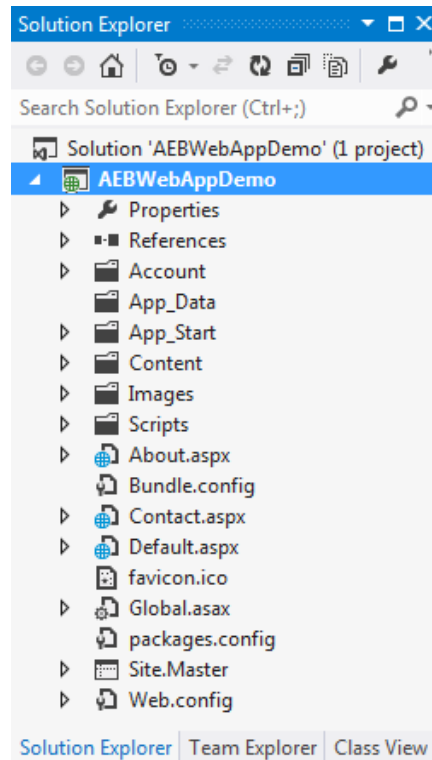 Solution Explorer
Search Solution Explorer (Ctrl+;)
Solution 'AEBWebAppDemo' (1 project)
AEBWebAppDemo
Properties
References
Account
App_Data
App_Start
Content
Images
Scripts
About.aspx
Bundle.config
Contact.aspx
Default.aspx
favicon.ico
Global.asax
packages.config
Site.Master
Web.config
Solution Explorer Team Explorer Class View